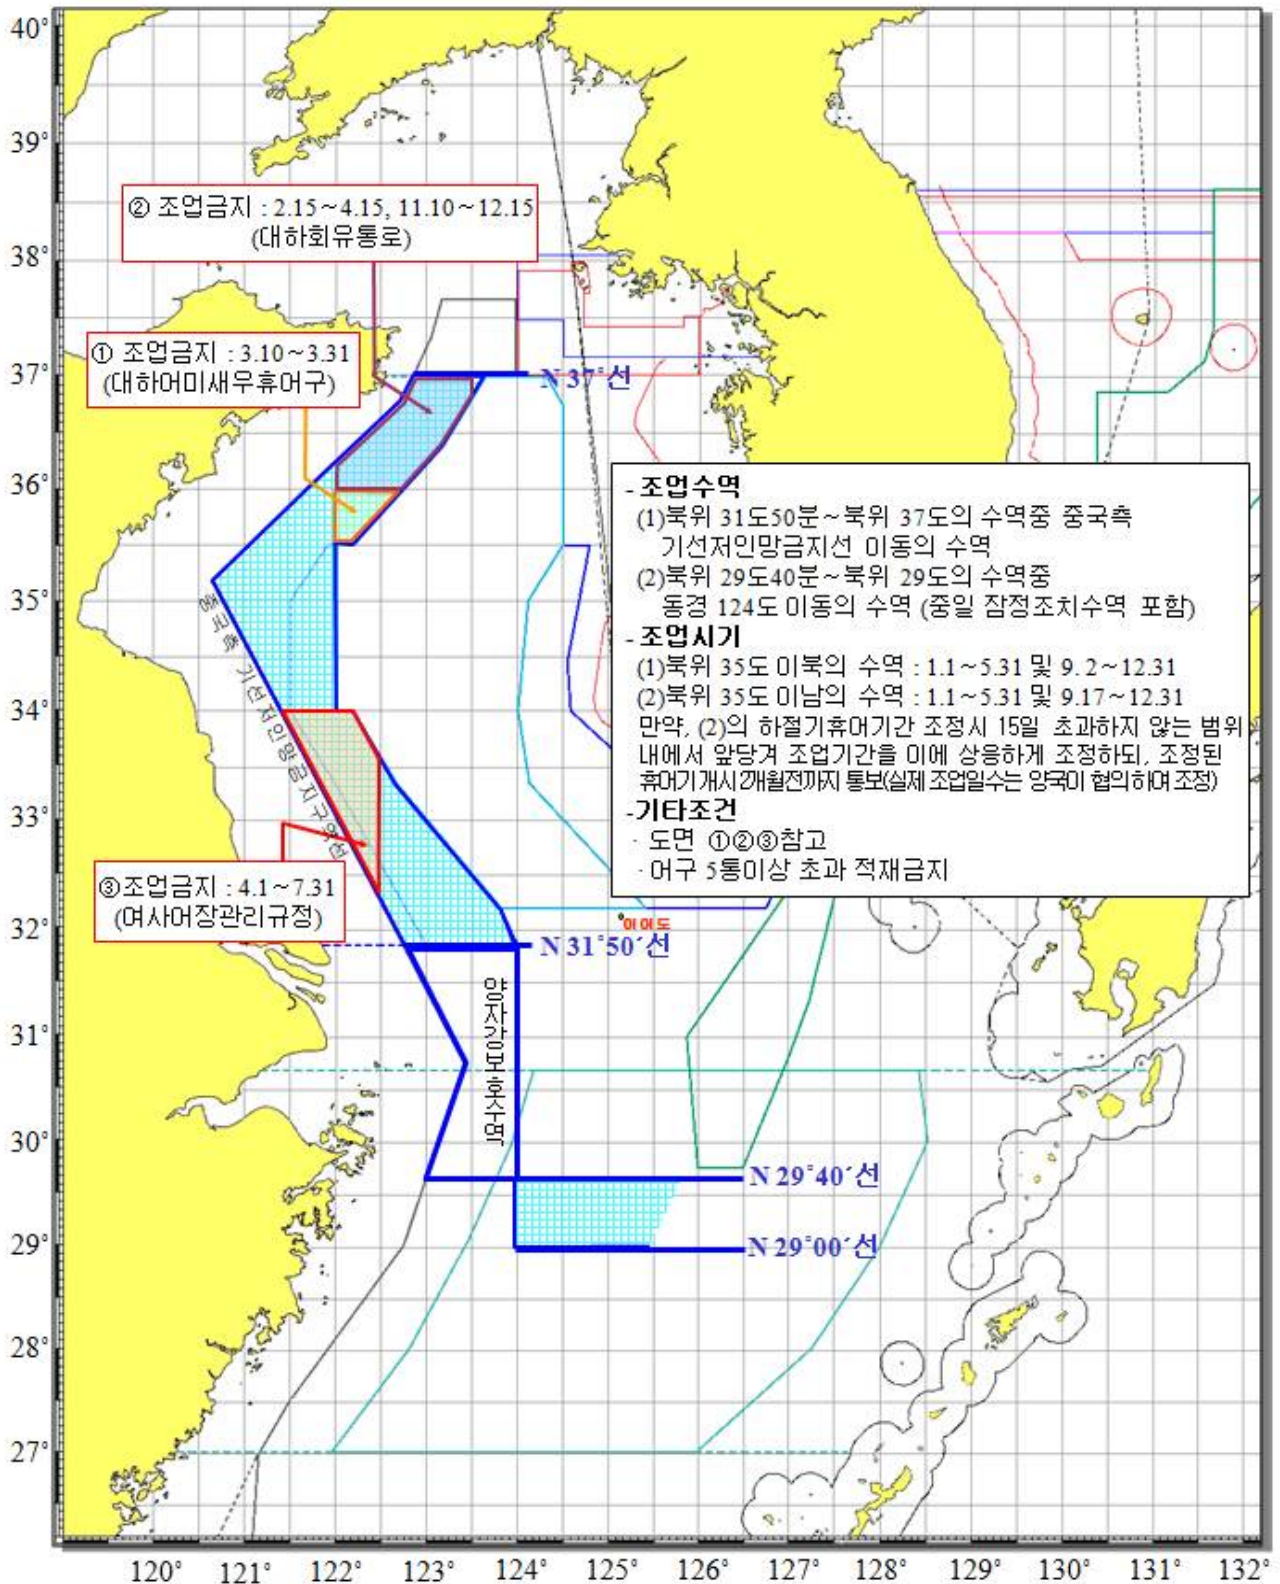 40°
39°
38°
37°
36°
35°
34°
33°
32°
31°
30°
29°
28°
27°
② 조업금지 : 2.15~4.15, 11.10~12.15
(대하회유통로)
① 조업금지 : 3.10~3.31
(대하어미새우휴어구)
N 37°선
- 조업수역
(1)북위 31도50분~북위 37도의 수역중 중국측
기선저인망금지선 이동의 수역
(2)북위 29도40분~북위 29도의 수역중
동경 124도 이동의 수역 (중일 잠정조치수역 포함)
- 조업시기
(1)북위 35도 이북의 수역 : 1.1~5.31 및 9. 2~12.31
(2)북위 35도 이남의 수역 : 1.1~5.31 및 9.17~12.31
만약, (2)의 하절기휴어기간 조정시 15일 초과하지 않는 범위
내에서 앞당겨 조업기간을 이에 상응하게 조정하되, 조정된
휴어기개시 2개월전까지 통보(실제 조업일수는 양국이 협의하여 조정)
-기타조건
· 도면 ①②③참고
· 어구 5통이상 초과 적재금지
중국측 기선저인망금지구역선
③조업금지 : 4.1~7.31
(여사어장관리규정)
이어도
N 31°50´선
양자강보호수역
N 29°40´선
N 29°00´선
120° 121° 122° 123° 124° 125° 126° 127° 128° 129° 130° 131° 132°